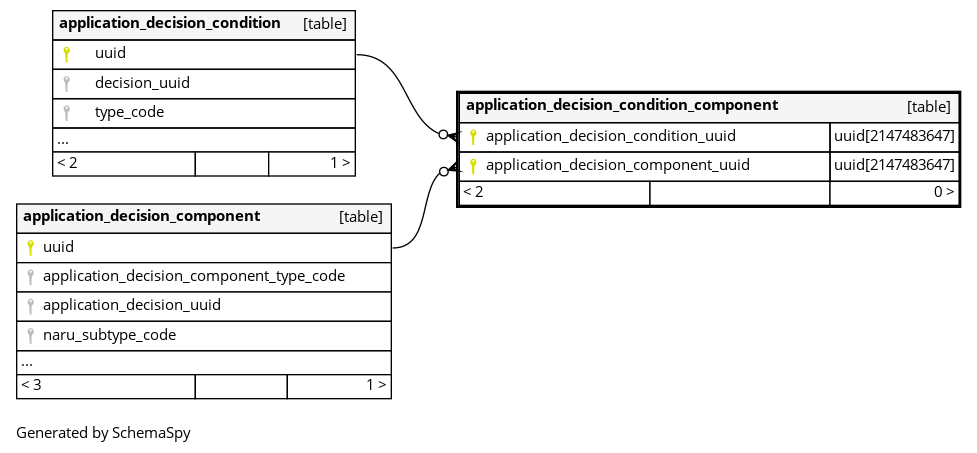 application_decision_condition [table]
uuid
decision_uuid
type_code
...
< 2 1 >
application_decision_condition_component [table]
application_decision_condition_uuid uuid[2147483647]
application_decision_component_uuid uuid[2147483647]
< 2 0 >
application_decision_component [table]
uuid
application_decision_component_type_code
application_decision_uuid
naru_subtype_code
...
< 3 1 >
Generated by SchemaSpy